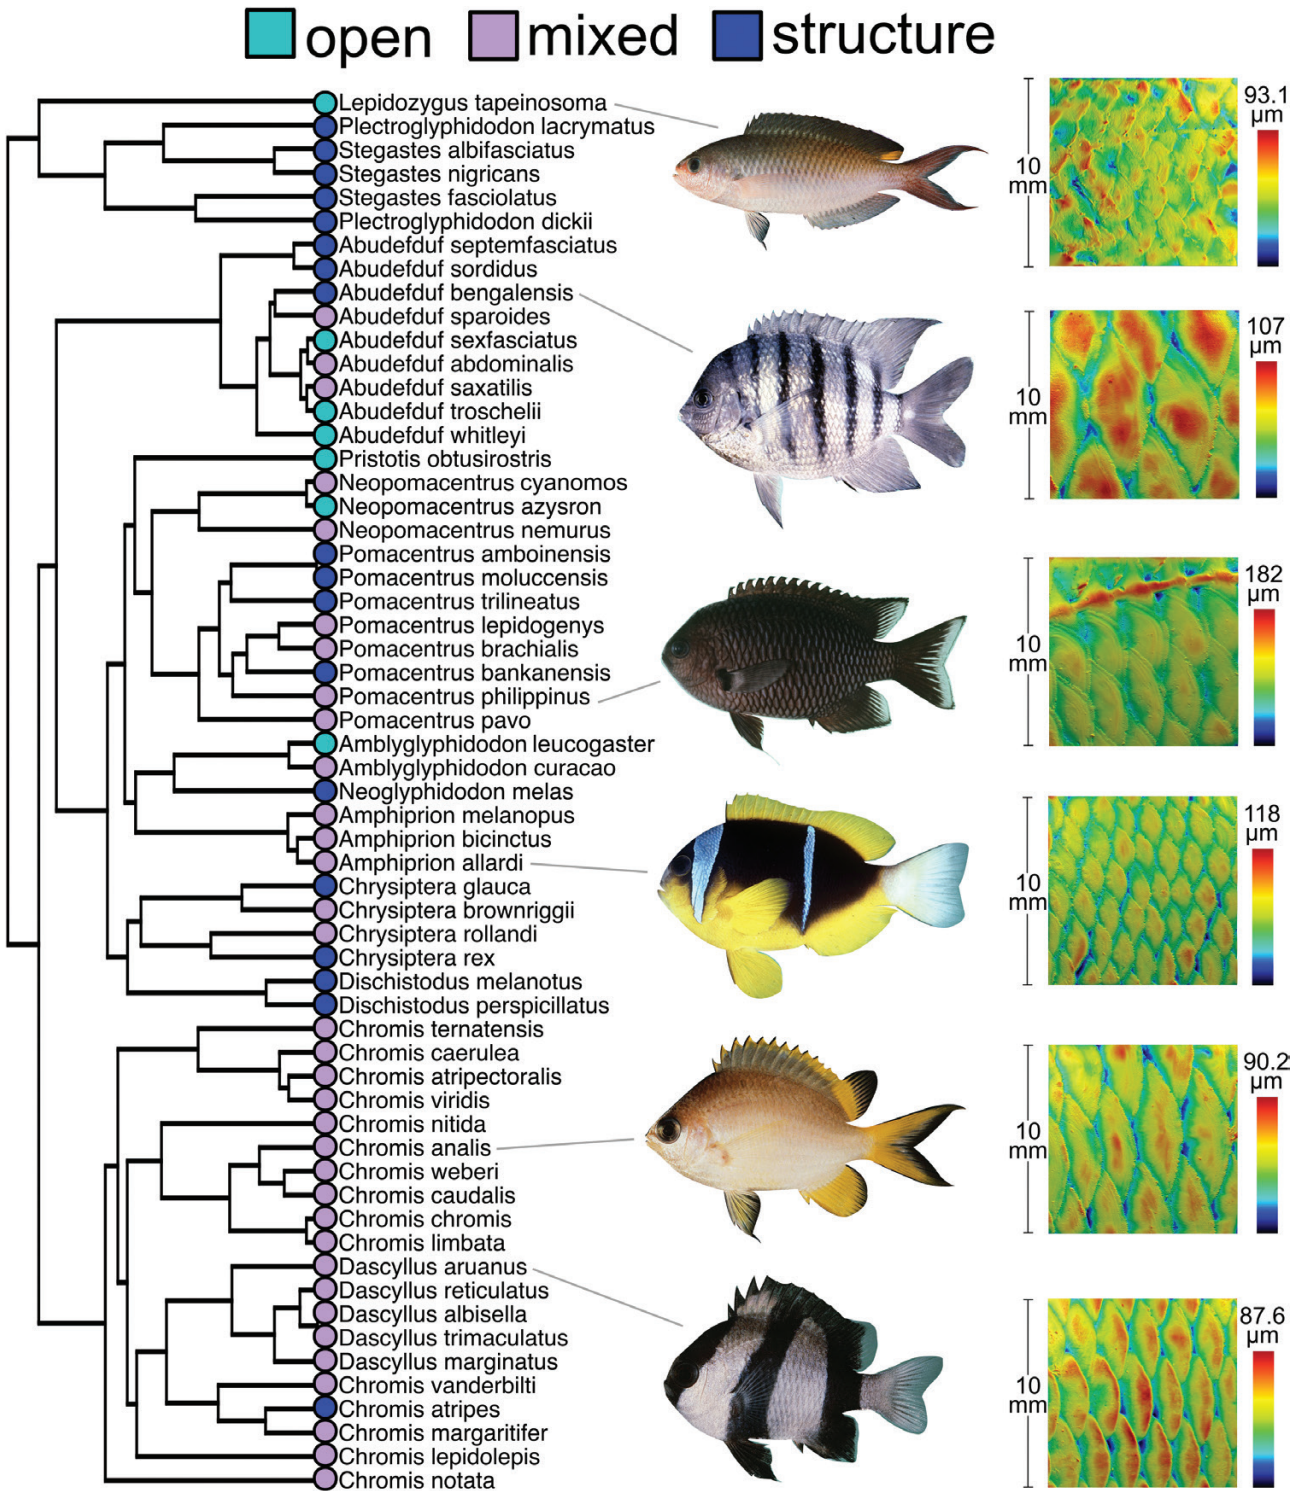 open mixed structure
Lepidozygus tapeinosoma
Plectroglyphidodon lacrymatus
Stegastes albifasciatus
Stegastes nigricans
Stegastes fasciolatus
Plectroglyphidodon dickii
Abudefduf septemfasciatus
Abudefduf sordidus
Abudefduf bengalensis
Abudefduf sparoides
Abudefduf sexfasciatus
Abudefduf abdominalis
Abudefduf saxatilis
Abudefduf troschelii
Abudefduf whitleyi
Pristotis obtusirostris
Neopomacentrus cyanomos
Neopomacentrus azysron
Neopomacentrus nemurus
Pomacentrus amboinensis
Pomacentrus moluccensis
Pomacentrus trilineatus
Pomacentrus lepidogenys
Pomacentrus brachialis
Pomacentrus bankanensis
Pomacentrus philippinus
Pomacentrus pavo
Amblyglyphidodon leucogaster
Amblyglyphidodon curacao
Neoglyphidodon melas
Amphiprion melanopus
Amphiprion bicinctus
Amphiprion allardi
Chrysiptera glauca
Chrysiptera brownriggii
Chrysiptera rollandi
Chrysiptera rex
Dischistodus melanotus
Dischistodus perspicillatus
Chromis ternatensis
Chromis caerulea
Chromis atripectoralis
Chromis viridis
Chromis nitida
Chromis analis
Chromis weberi
Chromis caudalis
Chromis chromis
Chromis limbata
Dascyllus aruanus
Dascyllus reticulatus
Dascyllus albisella
Dascyllus trimaculatus
Dascyllus marginatus
Chromis vanderbilti
Chromis atripes
Chromis margaritifer
Chromis lepidolepis
Chromis notata
10
mm
93.1
µm
10
mm
107
µm
10
mm
182
µm
10
mm
118
µm
10
mm
90.2
µm
10
mm
87.6
µm